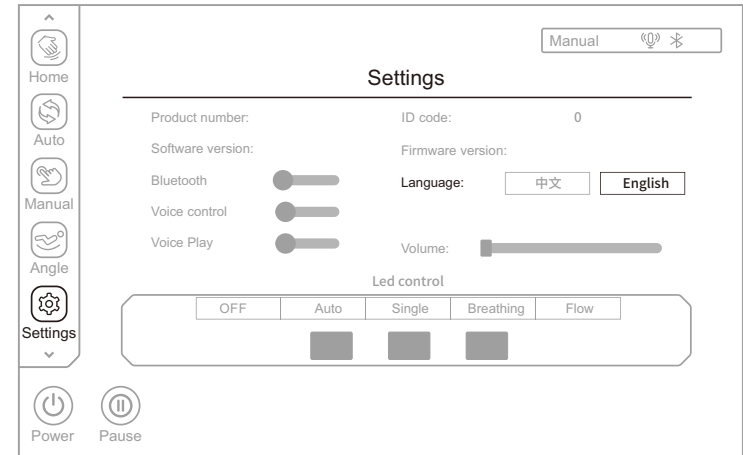 Manual
Home
Settings
Auto
Product number:
ID code:
0
Software version:
Firmware version:
Manual
Bluetooth
Language:
中文
English
Voice control
Angle
Voice Play
Volume:
Led control
Settings
OFF
Auto
Single
Breathing
Flow
Power
Pause